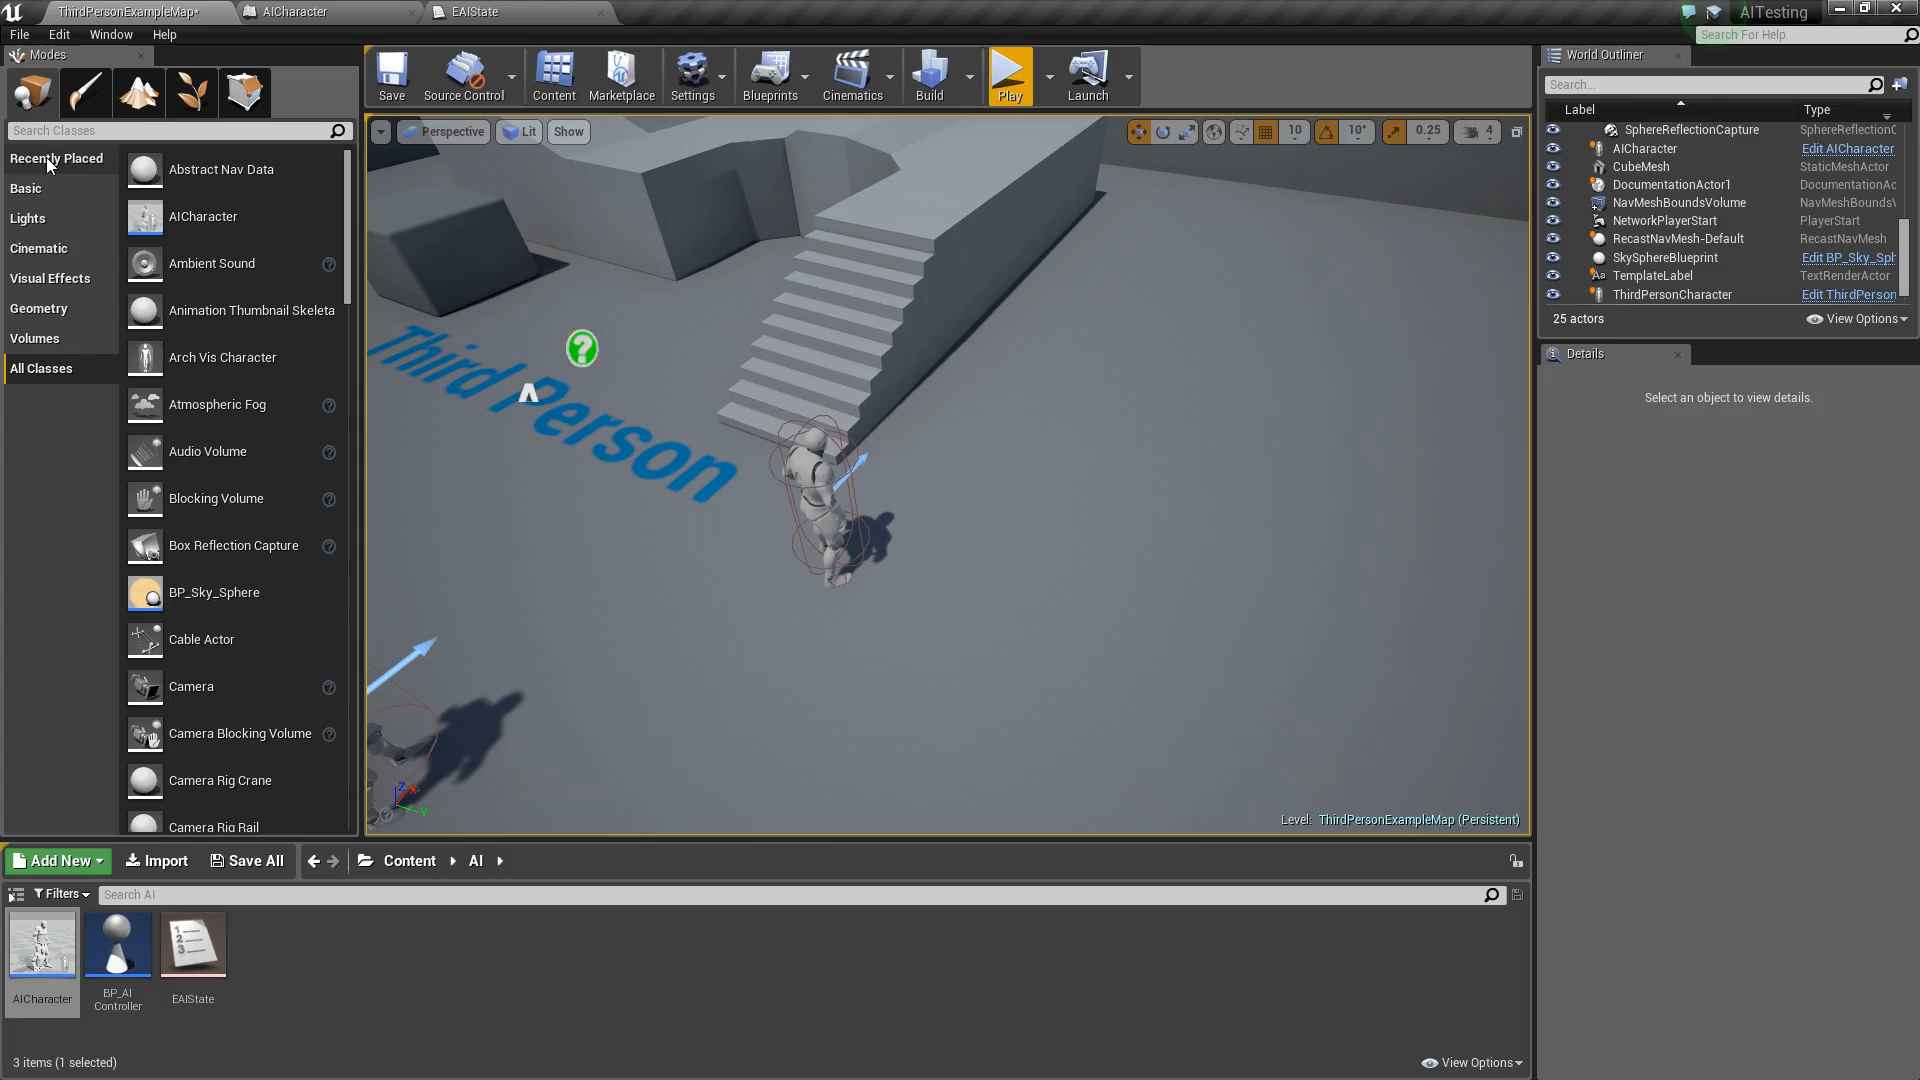 ThirdPersonExampleMap*
AICharacter
EAIState
AITesting
File Edit Window Help
Search For Help
Modes
Search Classes
Recently Placed
Basic
Lights
Cinematic
Visual Effects
Geometry
Volumes
All Classes
Abstract Nav Data
AICharacter
Ambient Sound
Animation Thumbnail Skeleta
Arch Vis Character
Atmospheric Fog
Audio Volume
Blocking Volume
Box Reflection Capture
BP_Sky_Sphere
Cable Actor
Camera
Camera Blocking Volume
Camera Rig Crane
Camera Rig Rail
Save Source Control Content Marketplace Settings Blueprints Cinematics Build Play Launch
Perspective Lit Show
10 10° 0.25 4
Third Person
Z X Y
Level: ThirdPersonExampleMap (Persistent)
World Outliner
Search...
Label Type
SphereReflectionCapture SphereReflectionC
AICharacter Edit AICharacter
CubeMesh StaticMeshActor
DocumentationActor1 DocumentationAc
NavMeshBoundsVolume NavMeshBoundsV
NetworkPlayerStart PlayerStart
RecastNavMesh-Default RecastNavMesh
SkySphereBlueprint Edit BP_Sky_Sph
TemplateLabel TextRenderActor
ThirdPersonCharacter Edit ThirdPerson
25 actors View Options
Details
Select an object to view details.
Add New Import Save All Content AI
Filters Search AI
AICharacter
BP_AI
Controller
EAIState
3 items (1 selected) View Options